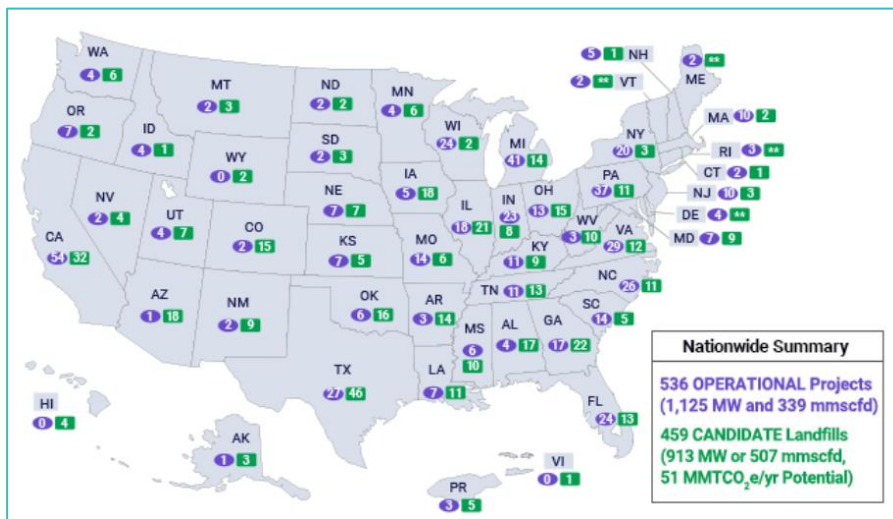 WA
4 6
OR
7 2
CA
54 32
NV
2 4
ID
4 1
MT
2 3
WY
0 2
UT
4 7
AZ
1 18
CO
2 15
NM
2 9
ND
2 2
SD
2 3
NE
7 7
KS
7 5
OK
6 16
TX
27 46
MN
4 6
IA
5 18
MO
14 6
AR
3 14
LA
7 11
WI
24 2
IL
18 21
MI
41 14
IN
23
8
OH
13 15
KY
11 9
TN 11 13
MS
6
10
AL
4 17
GA
17 22
FL
24 13
SC
14 5
NC
26 11
VA
29 12
WV
3 10
PA
37 11
NY
20 3
5 1 NH
2 ** VT
2 **
ME
MA 10 2
RI 3 **
CT 2 1
NJ 10 3
DE 4 **
MD 7 9
HI
0 4
AK
1 3
PR
3 5
VI
0 1
Nationwide Summary
536 OPERATIONAL Projects
(1,125 MW and 339 mmscfd)
459 CANDIDATE Landfills
(913 MW or 507 mmscfd,
51 MMTCO₂e/yr Potential)